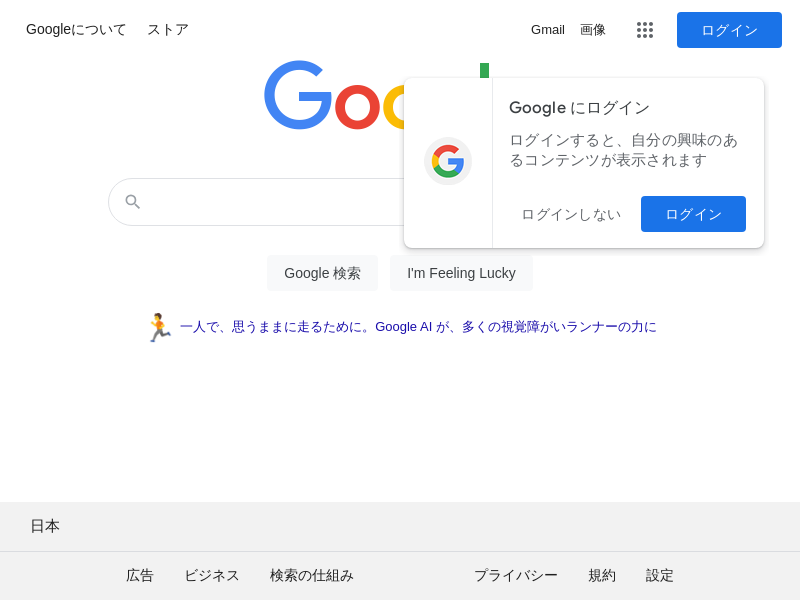 Googleについて ストア Gmail 画像 ログイン
Google にログイン
ログインすると、自分の興味のあ
るコンテンツが表示されます
ログインしない ログイン
Google 検索 I'm Feeling Lucky
一人で、思うままに走るために。Google AI が、多くの視覚障がいランナーの力に
日本
広告 ビジネス 検索の仕組み プライバシー 規約 設定